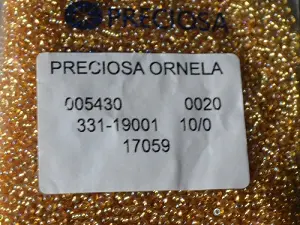 PRECIOSA
PRECIOSA ORNELA
005430 0020
331-19001 10/0
17059